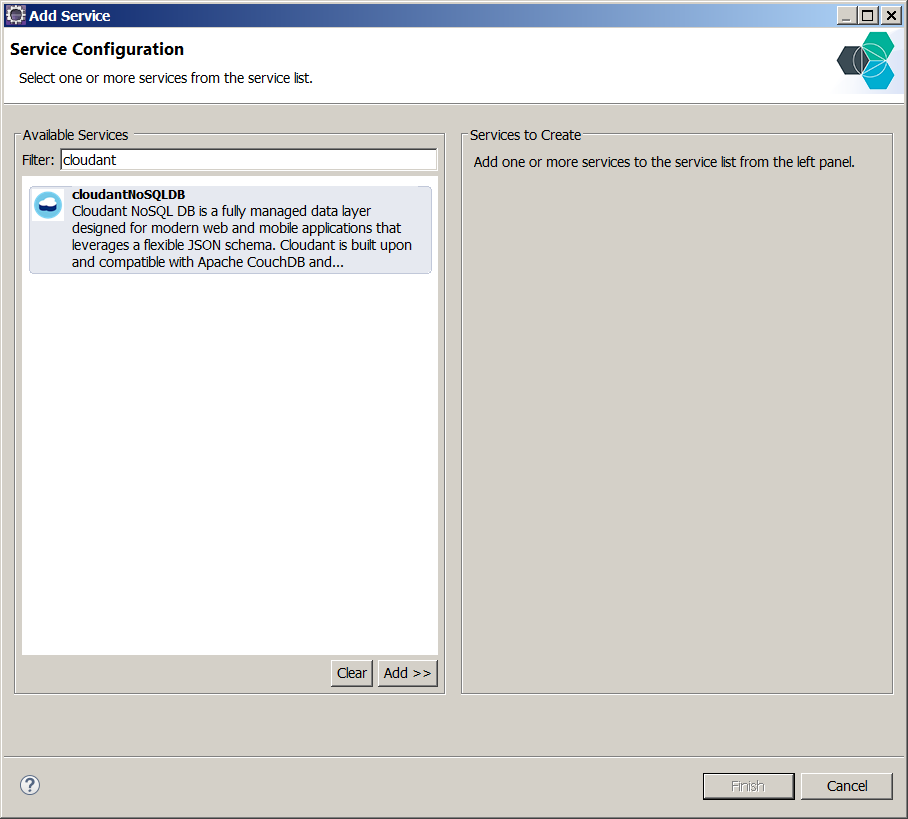 Add Service
Service Configuration
Select one or more services from the service list.
Available Services
Filter: cloudant
cloudantNoSQLDB
Cloudant NoSQL DB is a fully managed data layer
designed for modern web and mobile applications that
leverages a flexible JSON schema. Cloudant is built upon
and compatible with Apache CouchDB and...
Clear Add >>
Services to Create
Add one or more services to the service list from the left panel.
? Finish Cancel